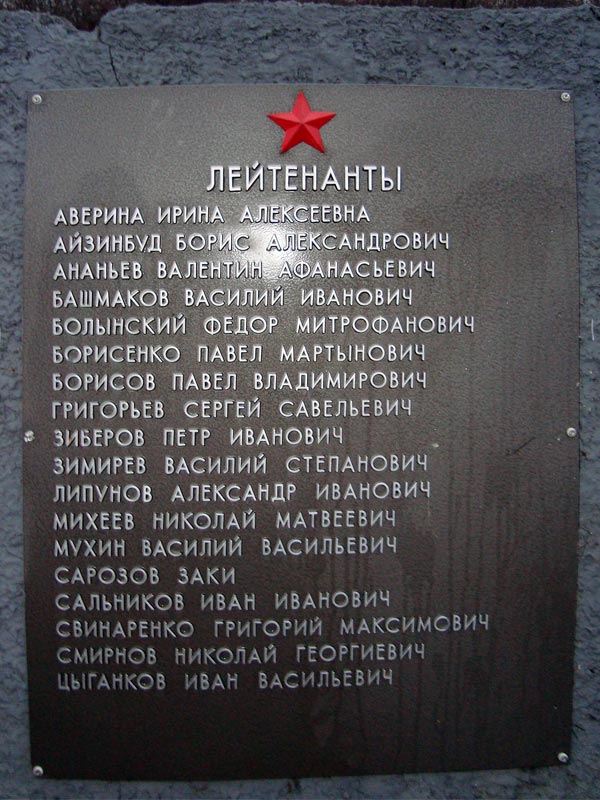 ЛЕЙТЕНАНТЫ
АВЕРИНА ИРИНА АЛЕКСЕЕВНА
АЙЗИНБУД БОРИС АЛЕКСАНДРОВИЧ
АНАНЬЕВ ВАЛЕНТИН АФАНАСЬЕВИЧ
БАШМАКОВ ВАСИЛИЙ ИВАНОВИЧ
БОЛЫНСКИЙ ФЕДОР МИТРОФАНОВИЧ
БОРИСЕНКО ПАВЕЛ МАРТЫНОВИЧ
БОРИСОВ ПАВЕЛ ВЛАДИМИРОВИЧ
ГРИГОРЬЕВ СЕРГЕЙ САВЕЛЬЕВИЧ
ЗИБЕРОВ ПЕТР ИВАНОВИЧ
ЗИМИРЕВ ВАСИЛИЙ СТЕПАНОВИЧ
ЛИПУНОВ АЛЕКСАНДР ИВАНОВИЧ
МИХЕЕВ НИКОЛАЙ МАТВЕЕВИЧ
МУХИН ВАСИЛИЙ ВАСИЛЬЕВИЧ
САРОЗОВ ЗАКИ
САЛЬНИКОВ ИВАН ИВАНОВИЧ
СВИНАРЕНКО ГРИГОРИЙ МАКСИМОВИЧ
СМИРНОВ НИКОЛАЙ ГЕОРГИЕВИЧ
ЦЫГАНКОВ ИВАН ВАСИЛЬЕВИЧ